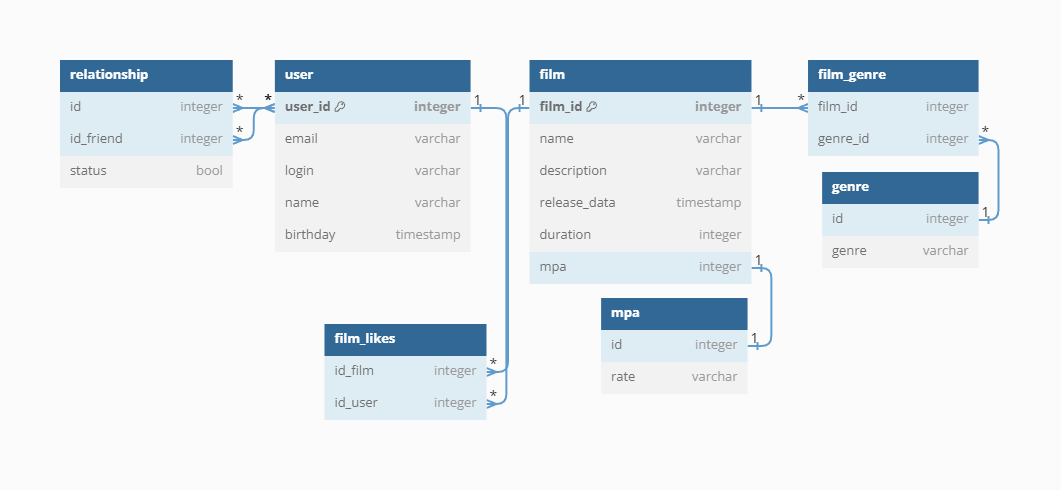 relationship
id integer
id_friend integer
status bool
* * *
user
user_id integer
email varchar
login varchar
name varchar
birthday timestamp
1 1
film
film_id integer
name varchar
description varchar
release_data timestamp
duration integer
mpa integer
1 *
1
film_genre
film_id integer
genre_id integer
*
genre
id integer
genre varchar
1
mpa
id integer
rate varchar
1
film_likes
id_film integer
id_user integer
*
*